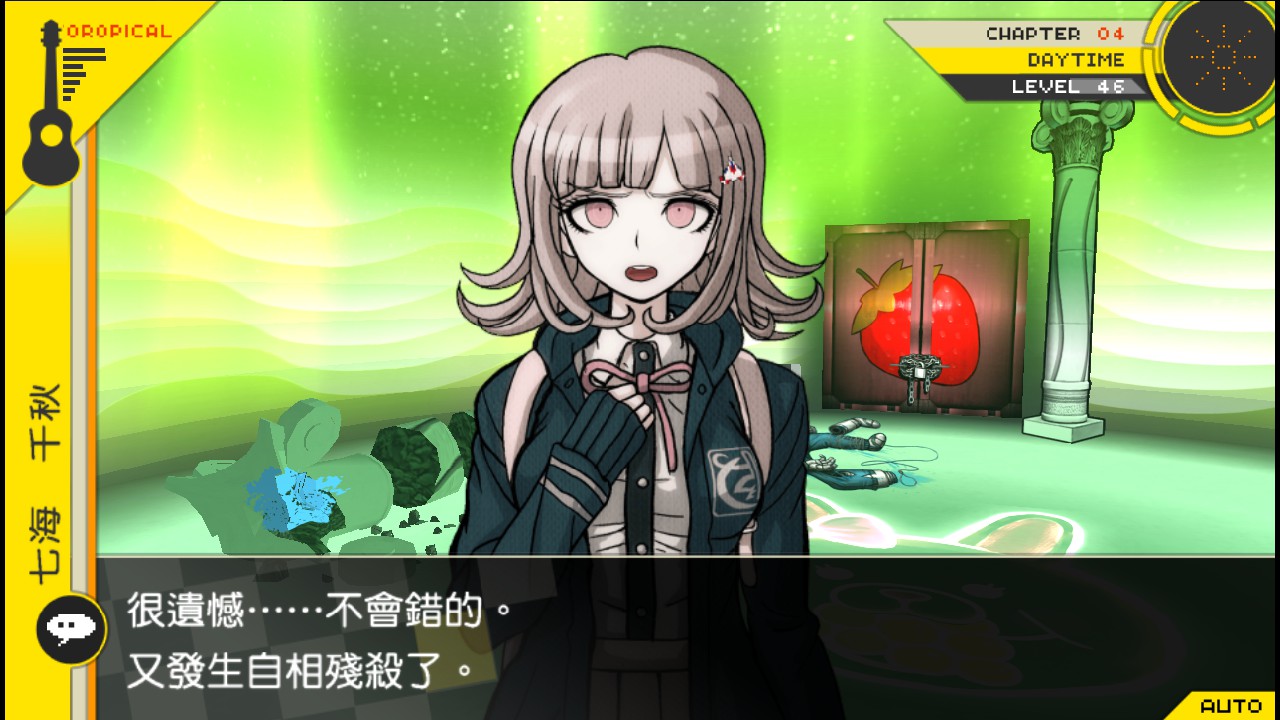 DROPICAL
CHAPTER 04
DAYTIME
LEVEL 46
七海 千秋
很遺憾……不會錯的。
又發生自相殘殺了。
AUTO